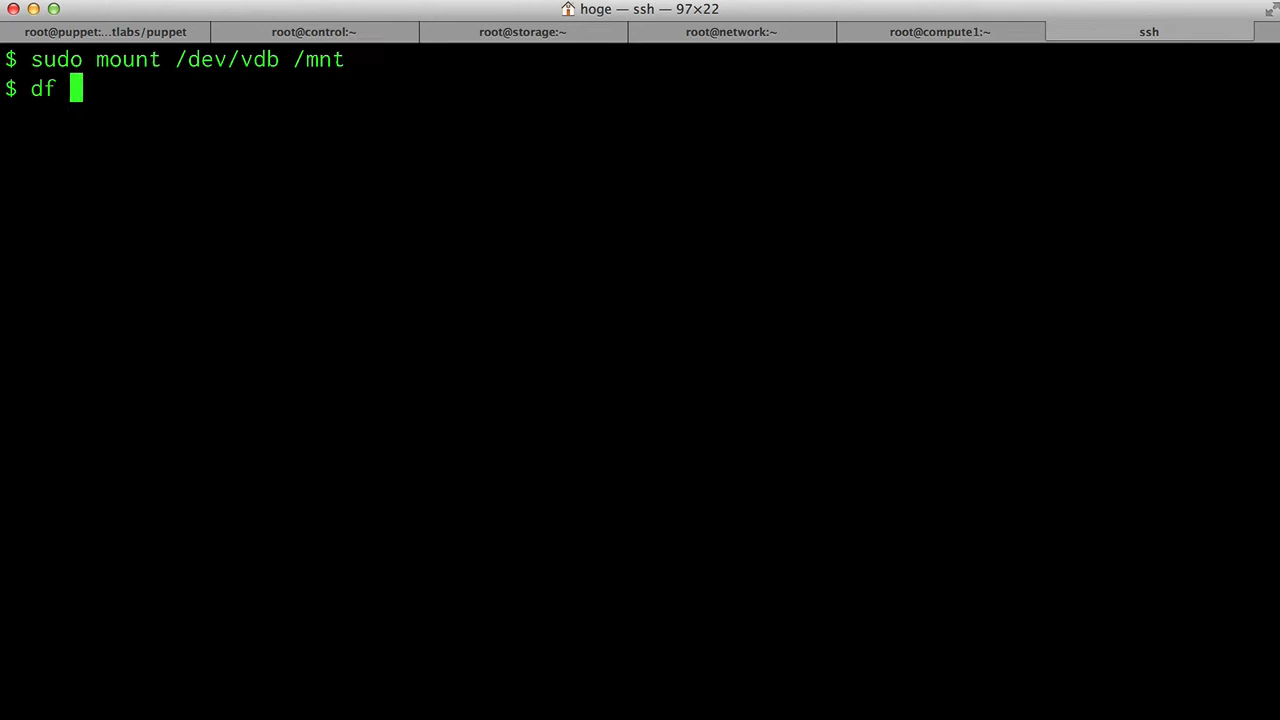 hoge — ssh — 97×22
root@puppet:...tlabs/puppet
root@control:~
root@storage:~
root@network:~
root@compute1:~
ssh
$ sudo mount /dev/vdb /mnt
$ df